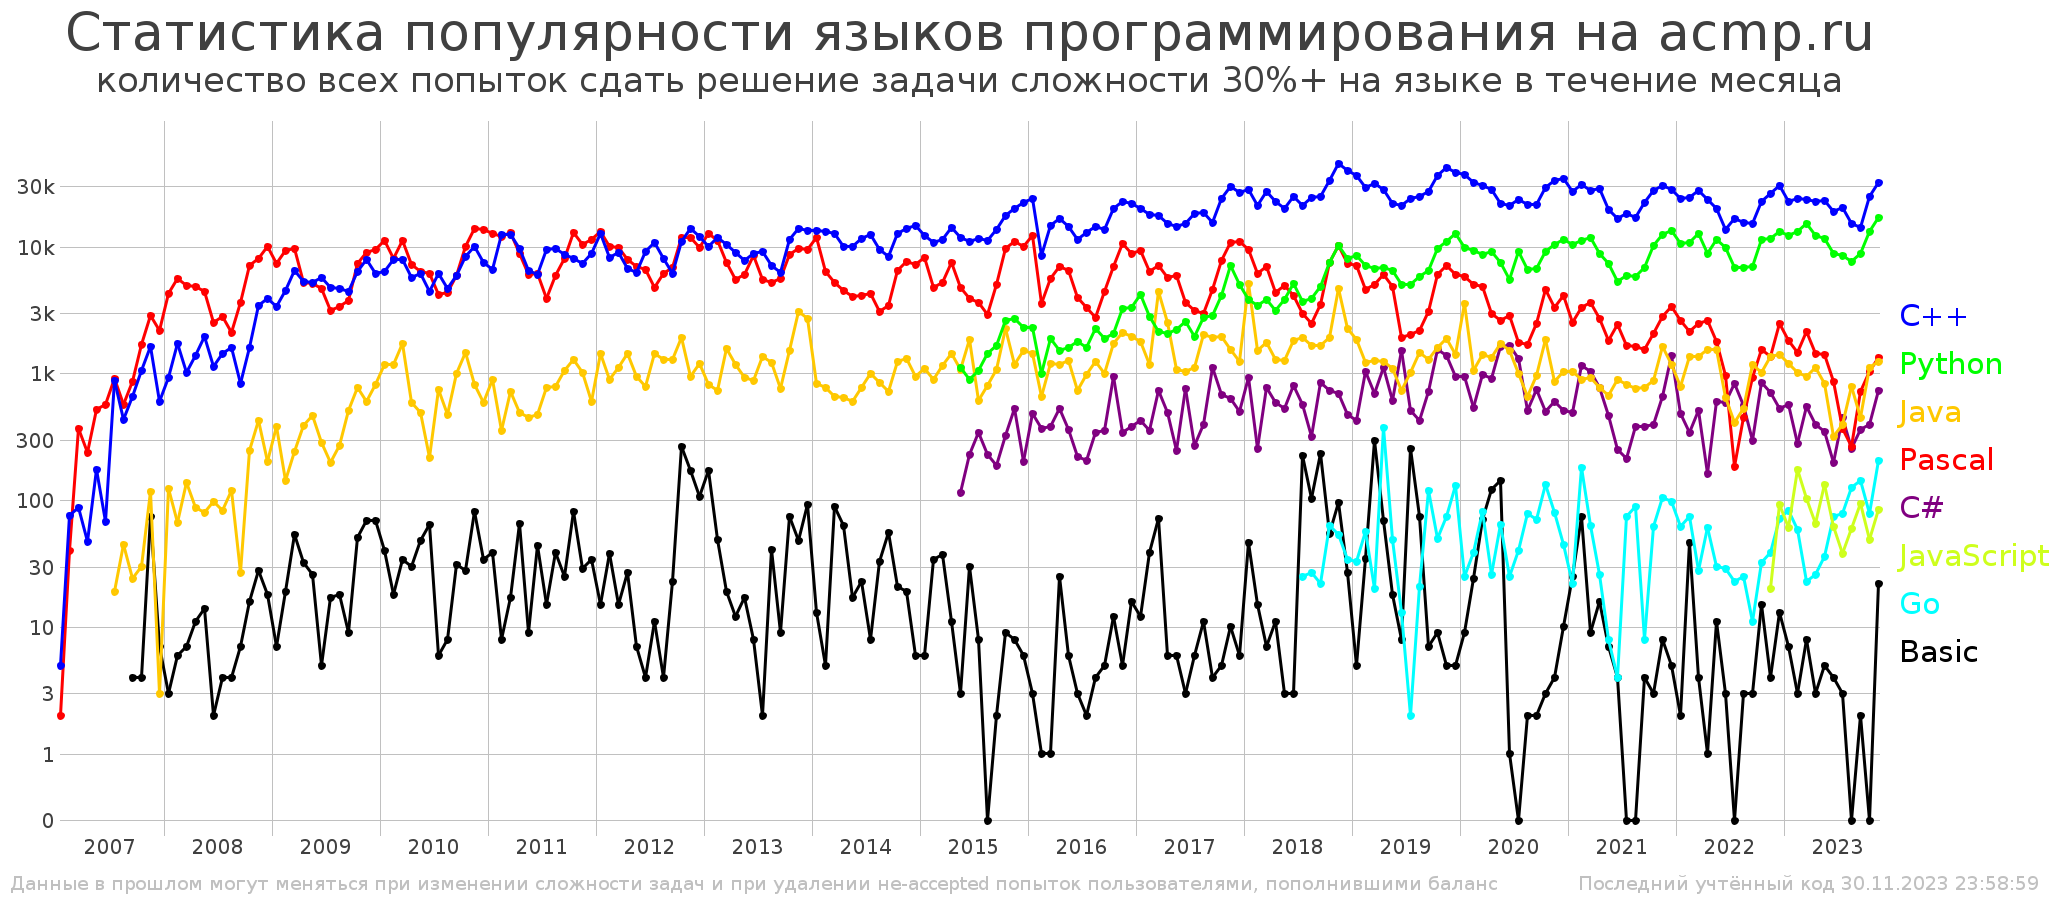 Статистика популярности языков программирования на acmp.ru
количество всех попыток сдать решение задачи сложности 30%+ на языке в течение месяца
30k
10k
3k
1k
300
100
30
10
3
1
0
C++
Python
Java
Pascal
C#
JavaScript
Go
Basic
2007 2008 2009 2010 2011 2012 2013 2014 2015 2016 2017 2018 2019 2020 2021 2022 2023
Данные в прошлом могут меняться при изменении сложности задач и при удалении не-accepted попыток пользователями, пополнившими баланс
Последний учтённый код 30.11.2023 23:58:59